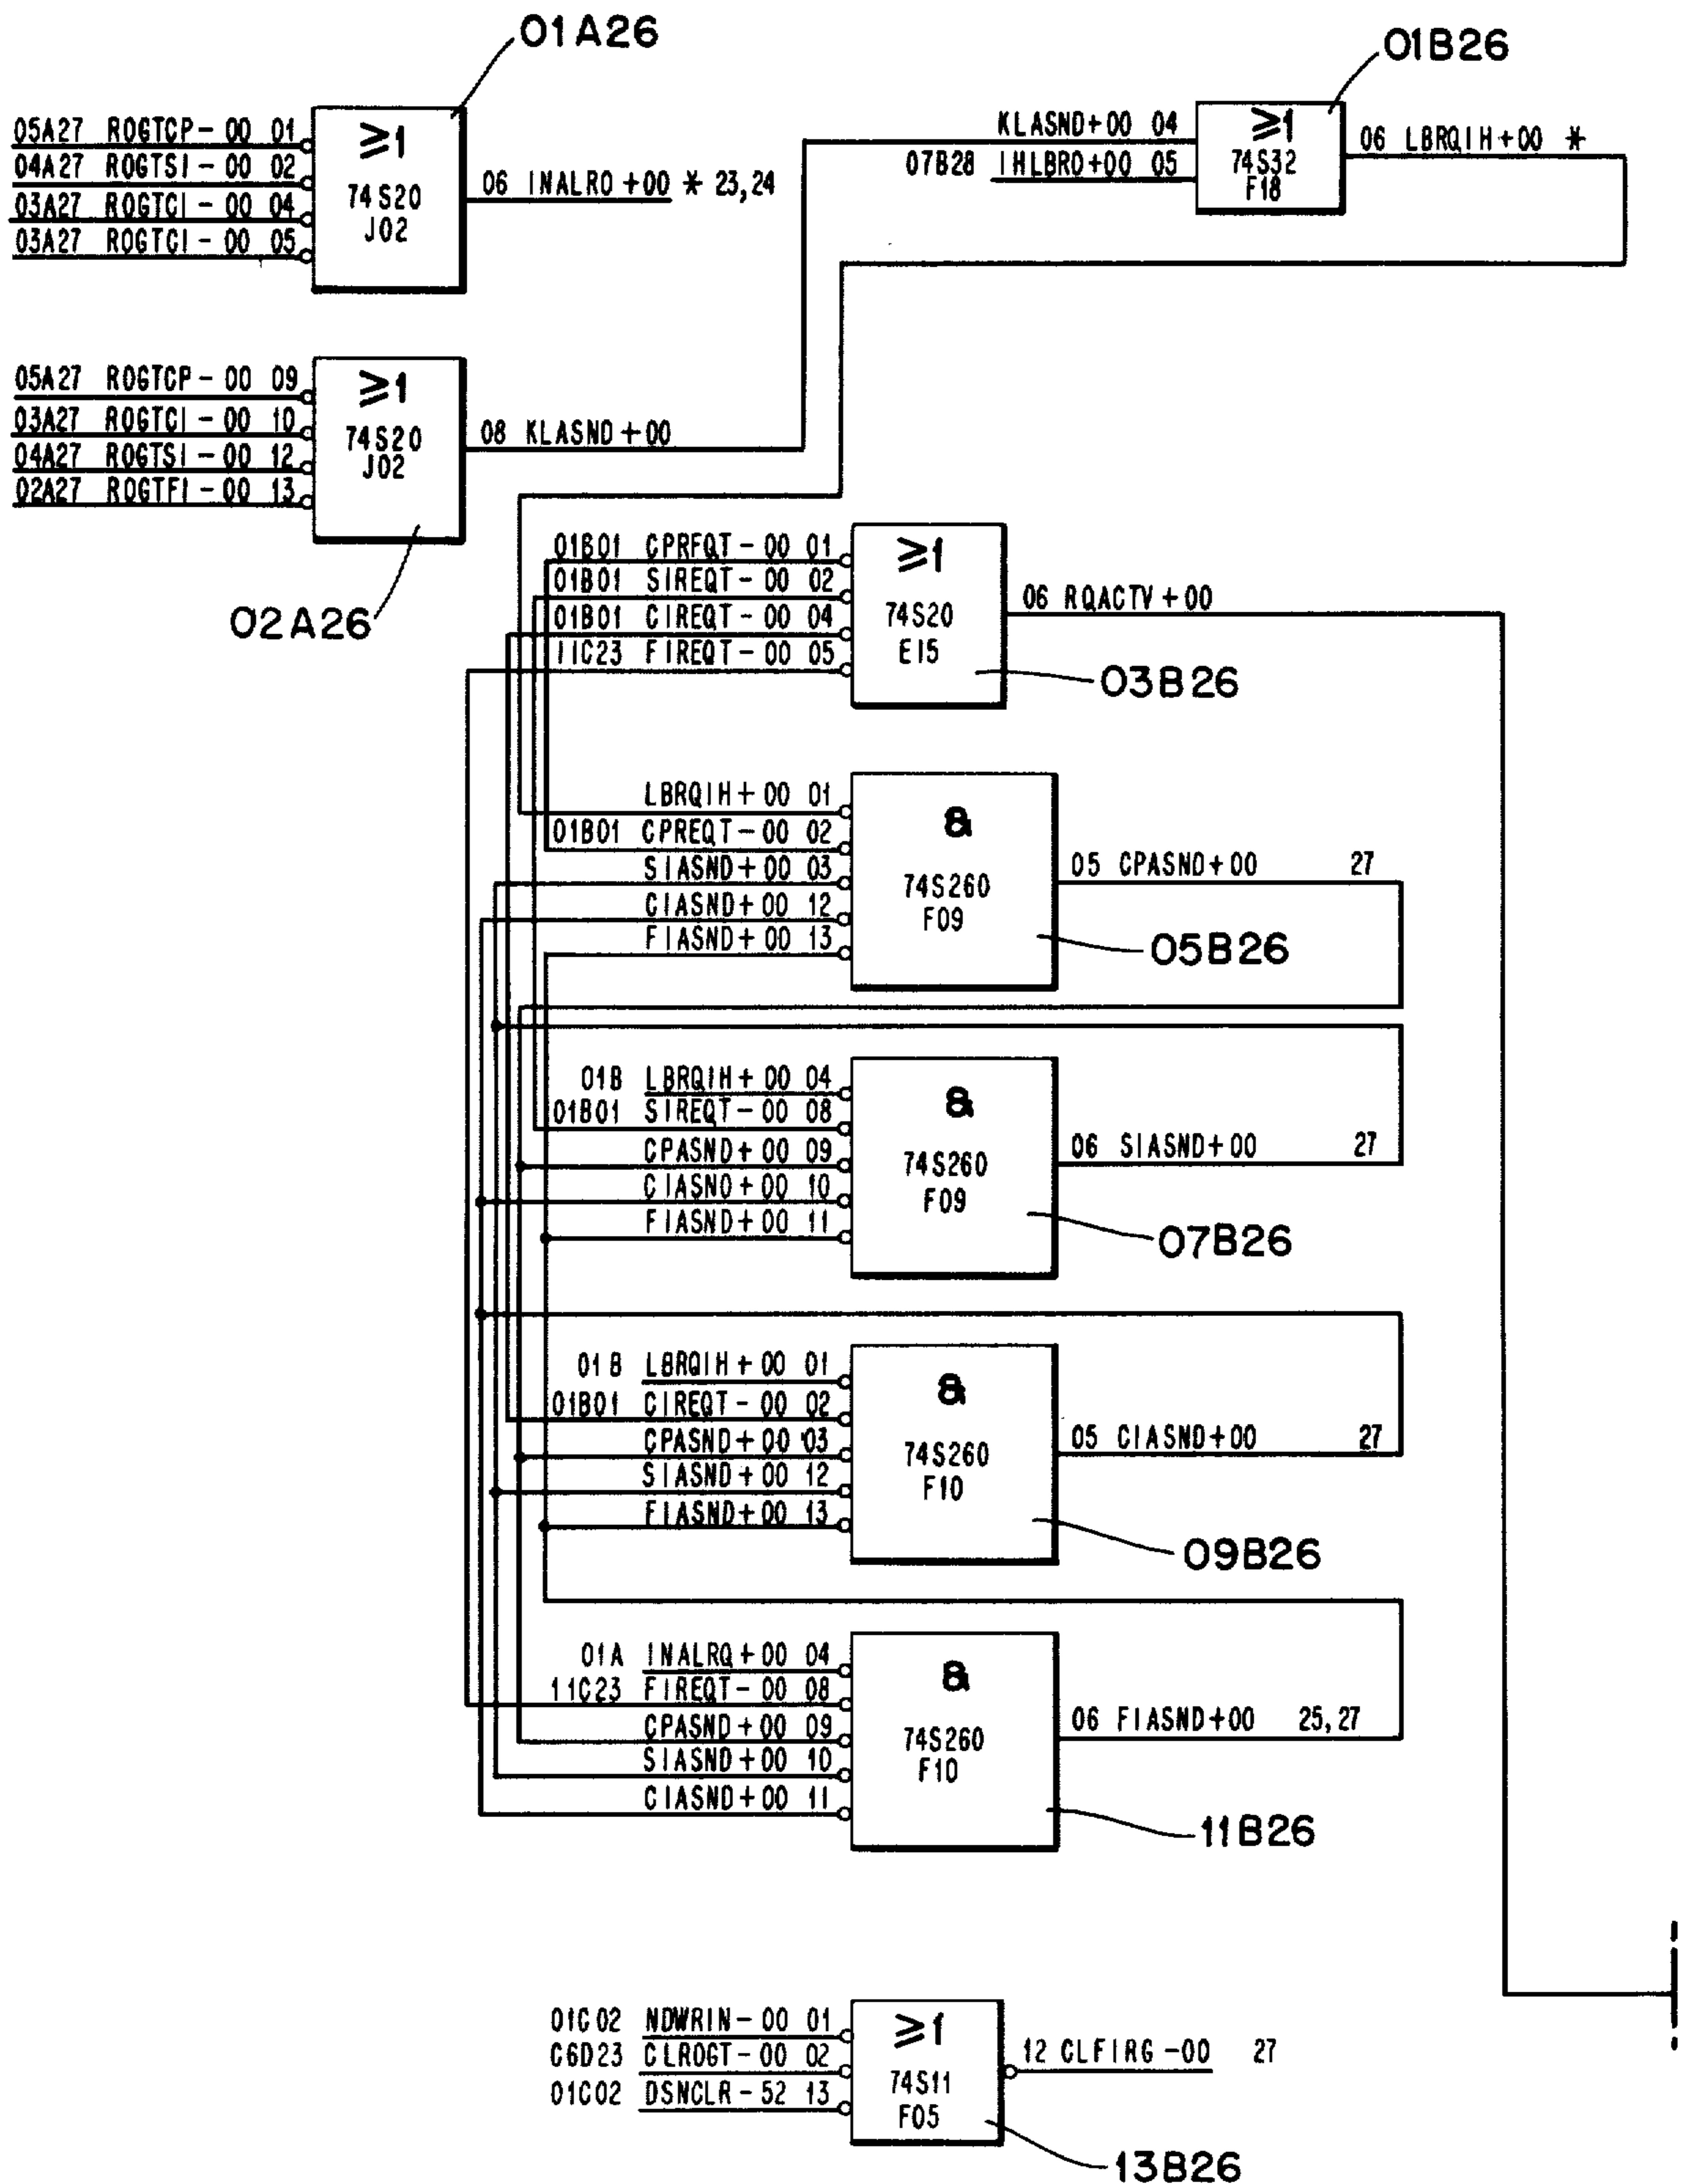 01A26
05A27 ROGTCP-00 01
04A27 ROGTSI-00 02
03A27 ROGTCI-00 04
03A27 ROGTCI-00 05
≥1
74S20
J02
06 INALRO+00 * 23,24
01B26
KLASND+00 04
07B28 IHLBRO+00 05
≥1
74S32
F18
06 LBRQIH+00 *
05A27 ROGTCP-00 09
03A27 ROGTCI-00 10
04A27 ROGTSI-00 12
02A27 ROGTFI-00 13
≥1
74S20
J02
08 KLASND+00
02A26
01B01 CPRFQT-00 01
01B01 SIREQT-00 02
01B01 CIREQT-00 04
11C23 FIREQT-00 05
≥1
74S20
E15
06 RQACTV+00
03B26
LBRQIH+00 01
01B01 CPREQT-00 02
SIASND+00 03
CIASND+00 12
FIASND+00 13
&
74S260
F09
05 CPASND+00 27
05B26
01B LBRQIH+00 04
01B01 SIREQT-00 08
CPASND+00 09
CIASNO+00 10
FIASND+00 11
&
74S260
F09
06 SIASND+00 27
07B26
01B LBRQIH+00 01
01B01 CIREQT-00 02
CPASND+00 03
SIASND+00 12
FIASND+00 13
&
74S260
F10
05 CIASND+00 27
09B26
01A INALRQ+00 04
11C23 FIREQT-00 08
CPASND+00 09
SIASND+00 10
CIASND+00 11
&
74S260
F10
06 FIASND+00 25,27
11B26
01C02 NDWRIN-00 01
C6D23 CLROGT-00 02
01C02 DSNCLR-52 13
≥1
74S11
F05
12 CLFIRG-00 27
13B26